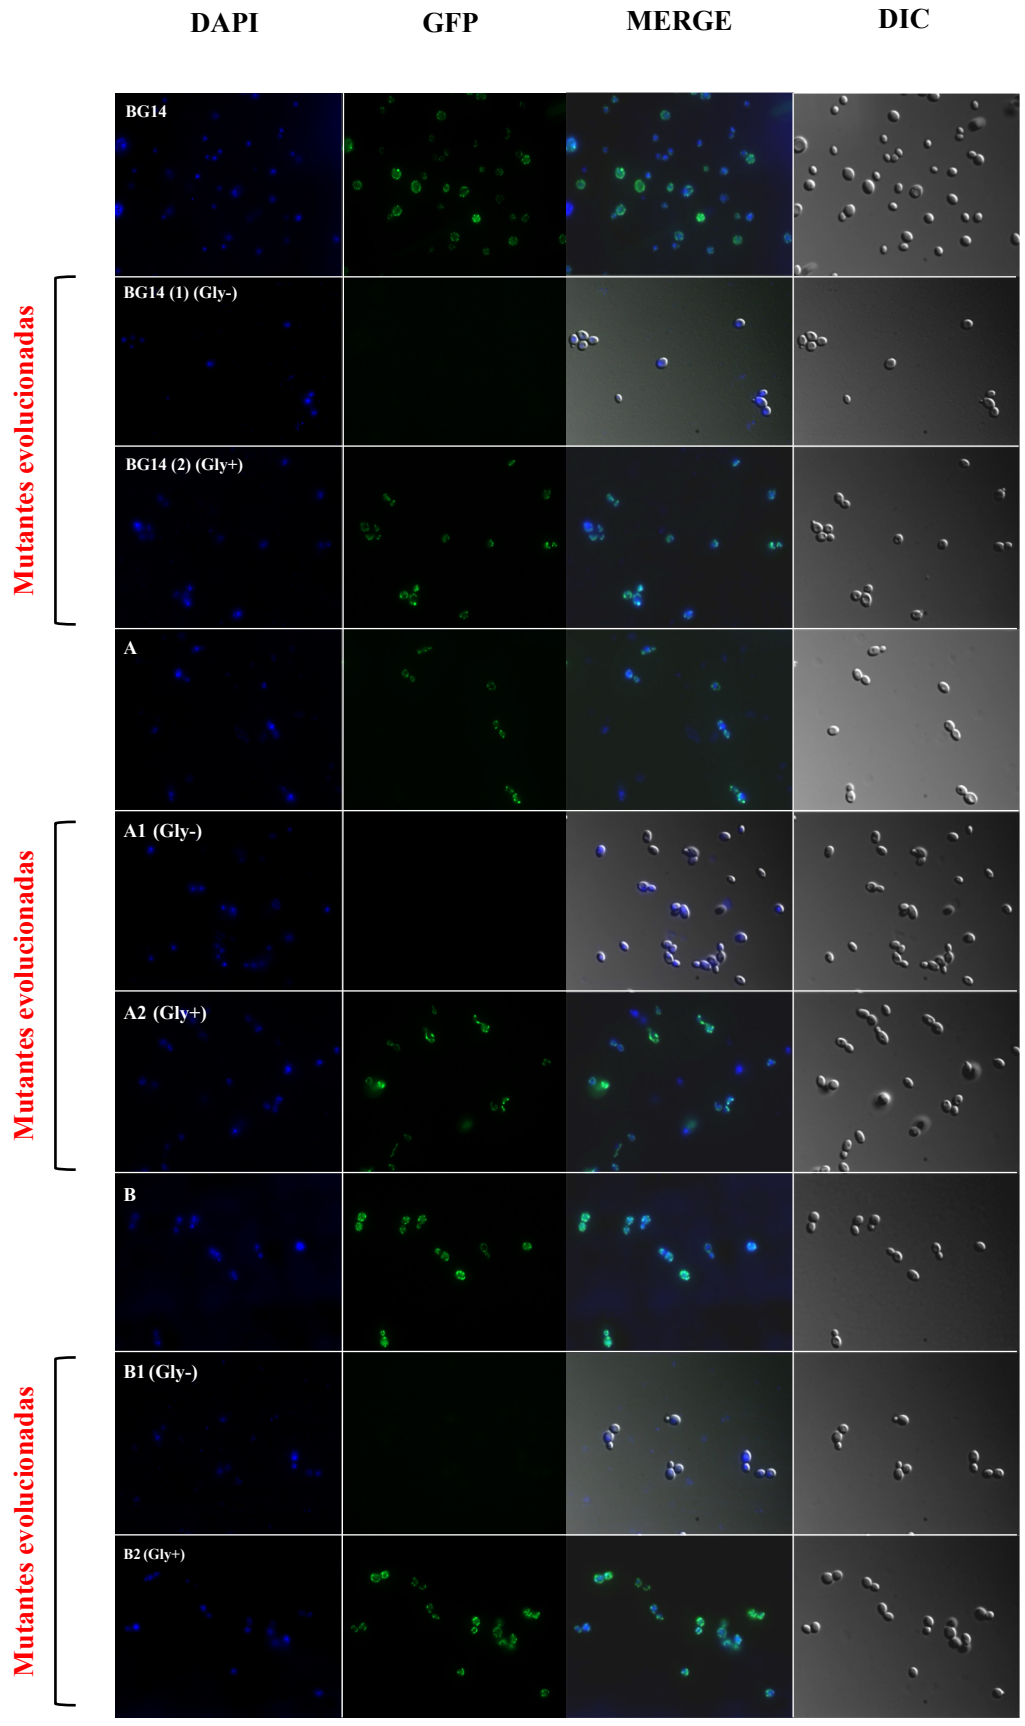 DAPI GFP MERGE DIC
BG14
Mutantes evolucionadas
BG14 (1) (Gly-)
BG14 (2) (Gly+)
A
Mutantes evolucionadas
A1 (Gly-)
A2 (Gly+)
B
Mutantes evolucionadas
B1 (Gly-)
B2 (Gly+)